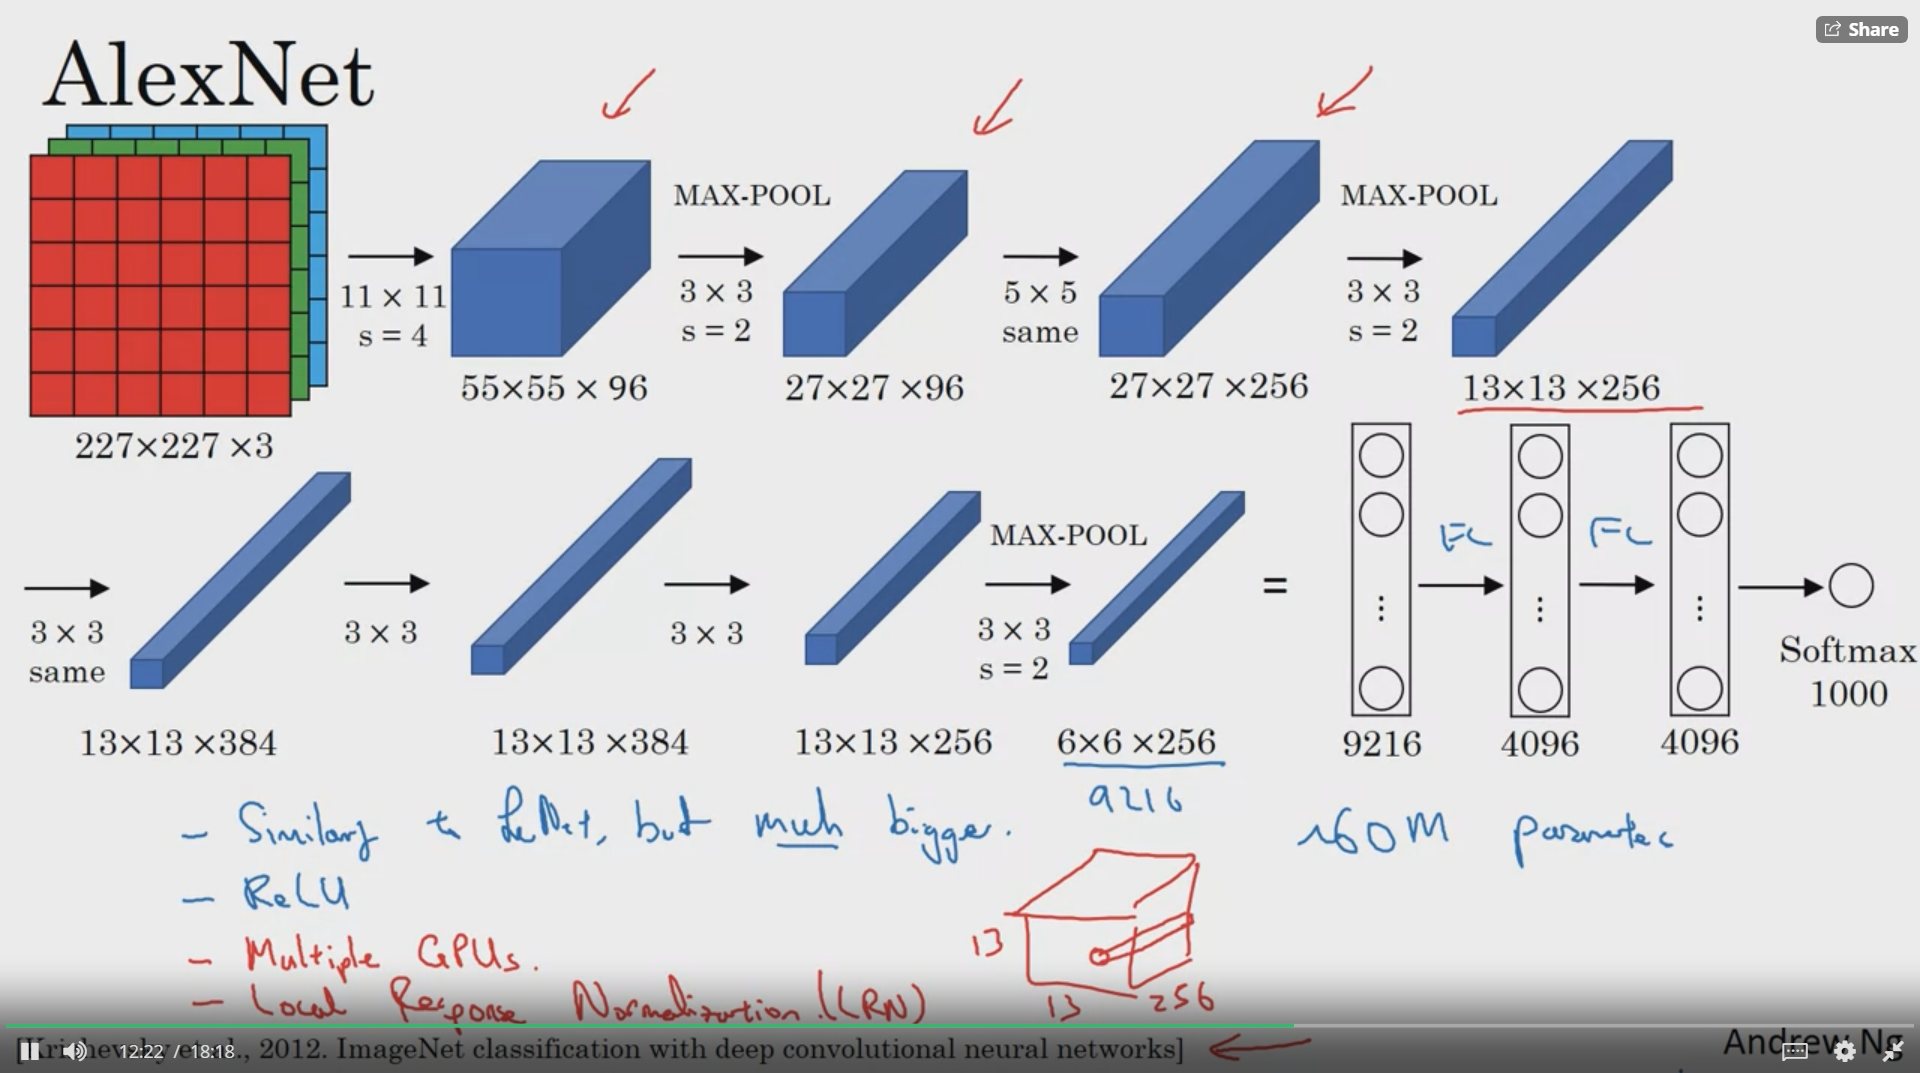 Share
AlexNet
MAX-POOL
MAX-POOL
11 × 11
s = 4
3 × 3
s = 2
5 × 5
same
3 × 3
s = 2
227×227 ×3
55×55 × 96
27×27 ×96
27×27 ×256
13×13 ×256
3 × 3
same
3 × 3
3 × 3
MAX-POOL
3 × 3
s = 2
=
FC
FC
Softmax
1000
13×13 ×384
13×13 ×384
13×13 ×256
6×6 ×256
9216
4096
4096
9216
- Similary to LeNet, but much bigger.
~60M parameters
- ReLU
- Multiple GPUs.
- Local Response Normalization. (LRN)
13
13
256
12:22 / 18:18
2012. ImageNet classification with deep convolutional neural networks]
Andrew Ng